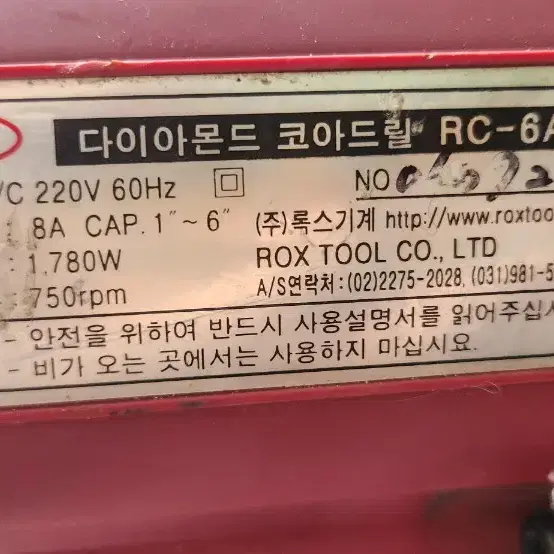 다이아몬드 코아드릴 RC-6A
/C 220V 60Hz NO
: 8A CAP. 1″~6″ (주)록스기계 http://www.roxtoo
: 1.780W ROX TOOL CO., LTD
: 750rpm A/S연락처:(02)2275-2028, (031)981-5
- 안전을 위하여 반드시 사용설명서를 읽어주십시
- 비가 오는 곳에서는 사용하지 마십시요.